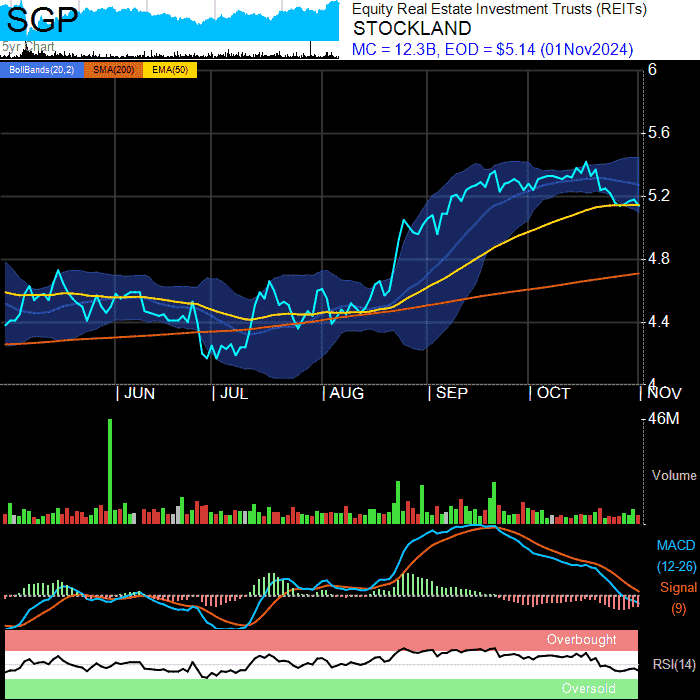 SGP
5yr Chart
Equity Real Estate Investment Trusts (REITs)
STOCKLAND
MC = 12.3B, EOD = $5.14 (01Nov2024)
BollBands(20,2) SMA(200) EMA(50)
6
5.6
5.2
4.8
4.4
4
JUN JUL AUG SEP OCT NOV
46M
Volume
MACD
(12-26)
Signal
(9)
Overbought
RSI(14)
Oversold